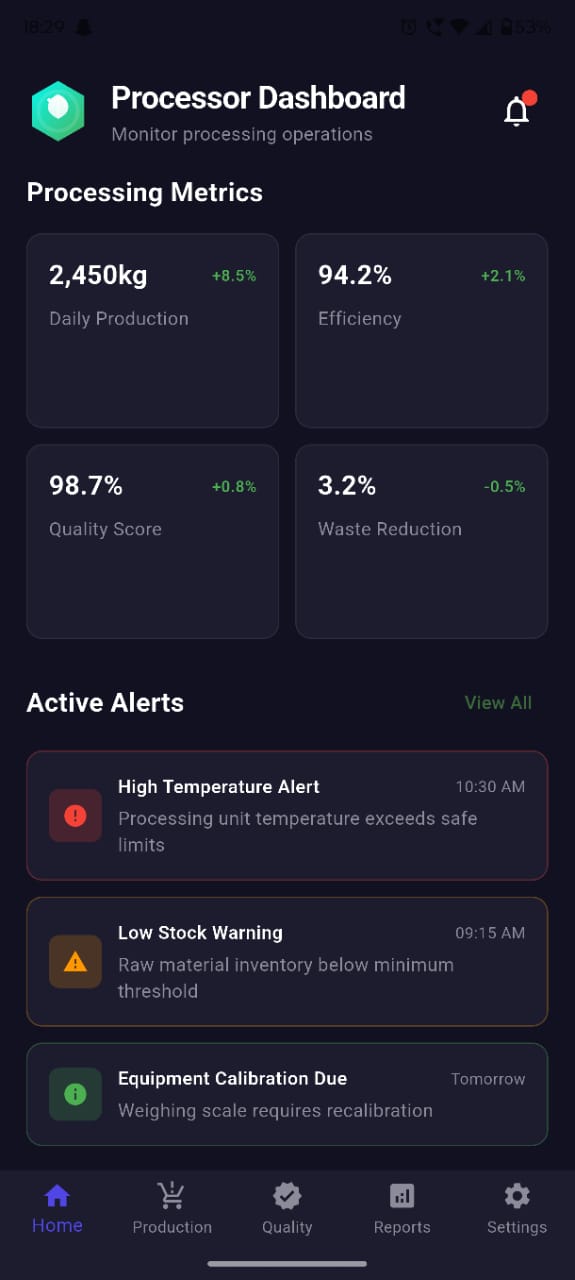 18:29 53%
Processor Dashboard
Monitor processing operations
Processing Metrics
2,450kg +8.5%
Daily Production
94.2% +2.1%
Efficiency
98.7% +0.8%
Quality Score
3.2% -0.5%
Waste Reduction
Active Alerts View All
High Temperature Alert 10:30 AM
Processing unit temperature exceeds safe
limits
Low Stock Warning 09:15 AM
Raw material inventory below minimum
threshold
Equipment Calibration Due Tomorrow
Weighing scale requires recalibration
Home Production Quality Reports Settings